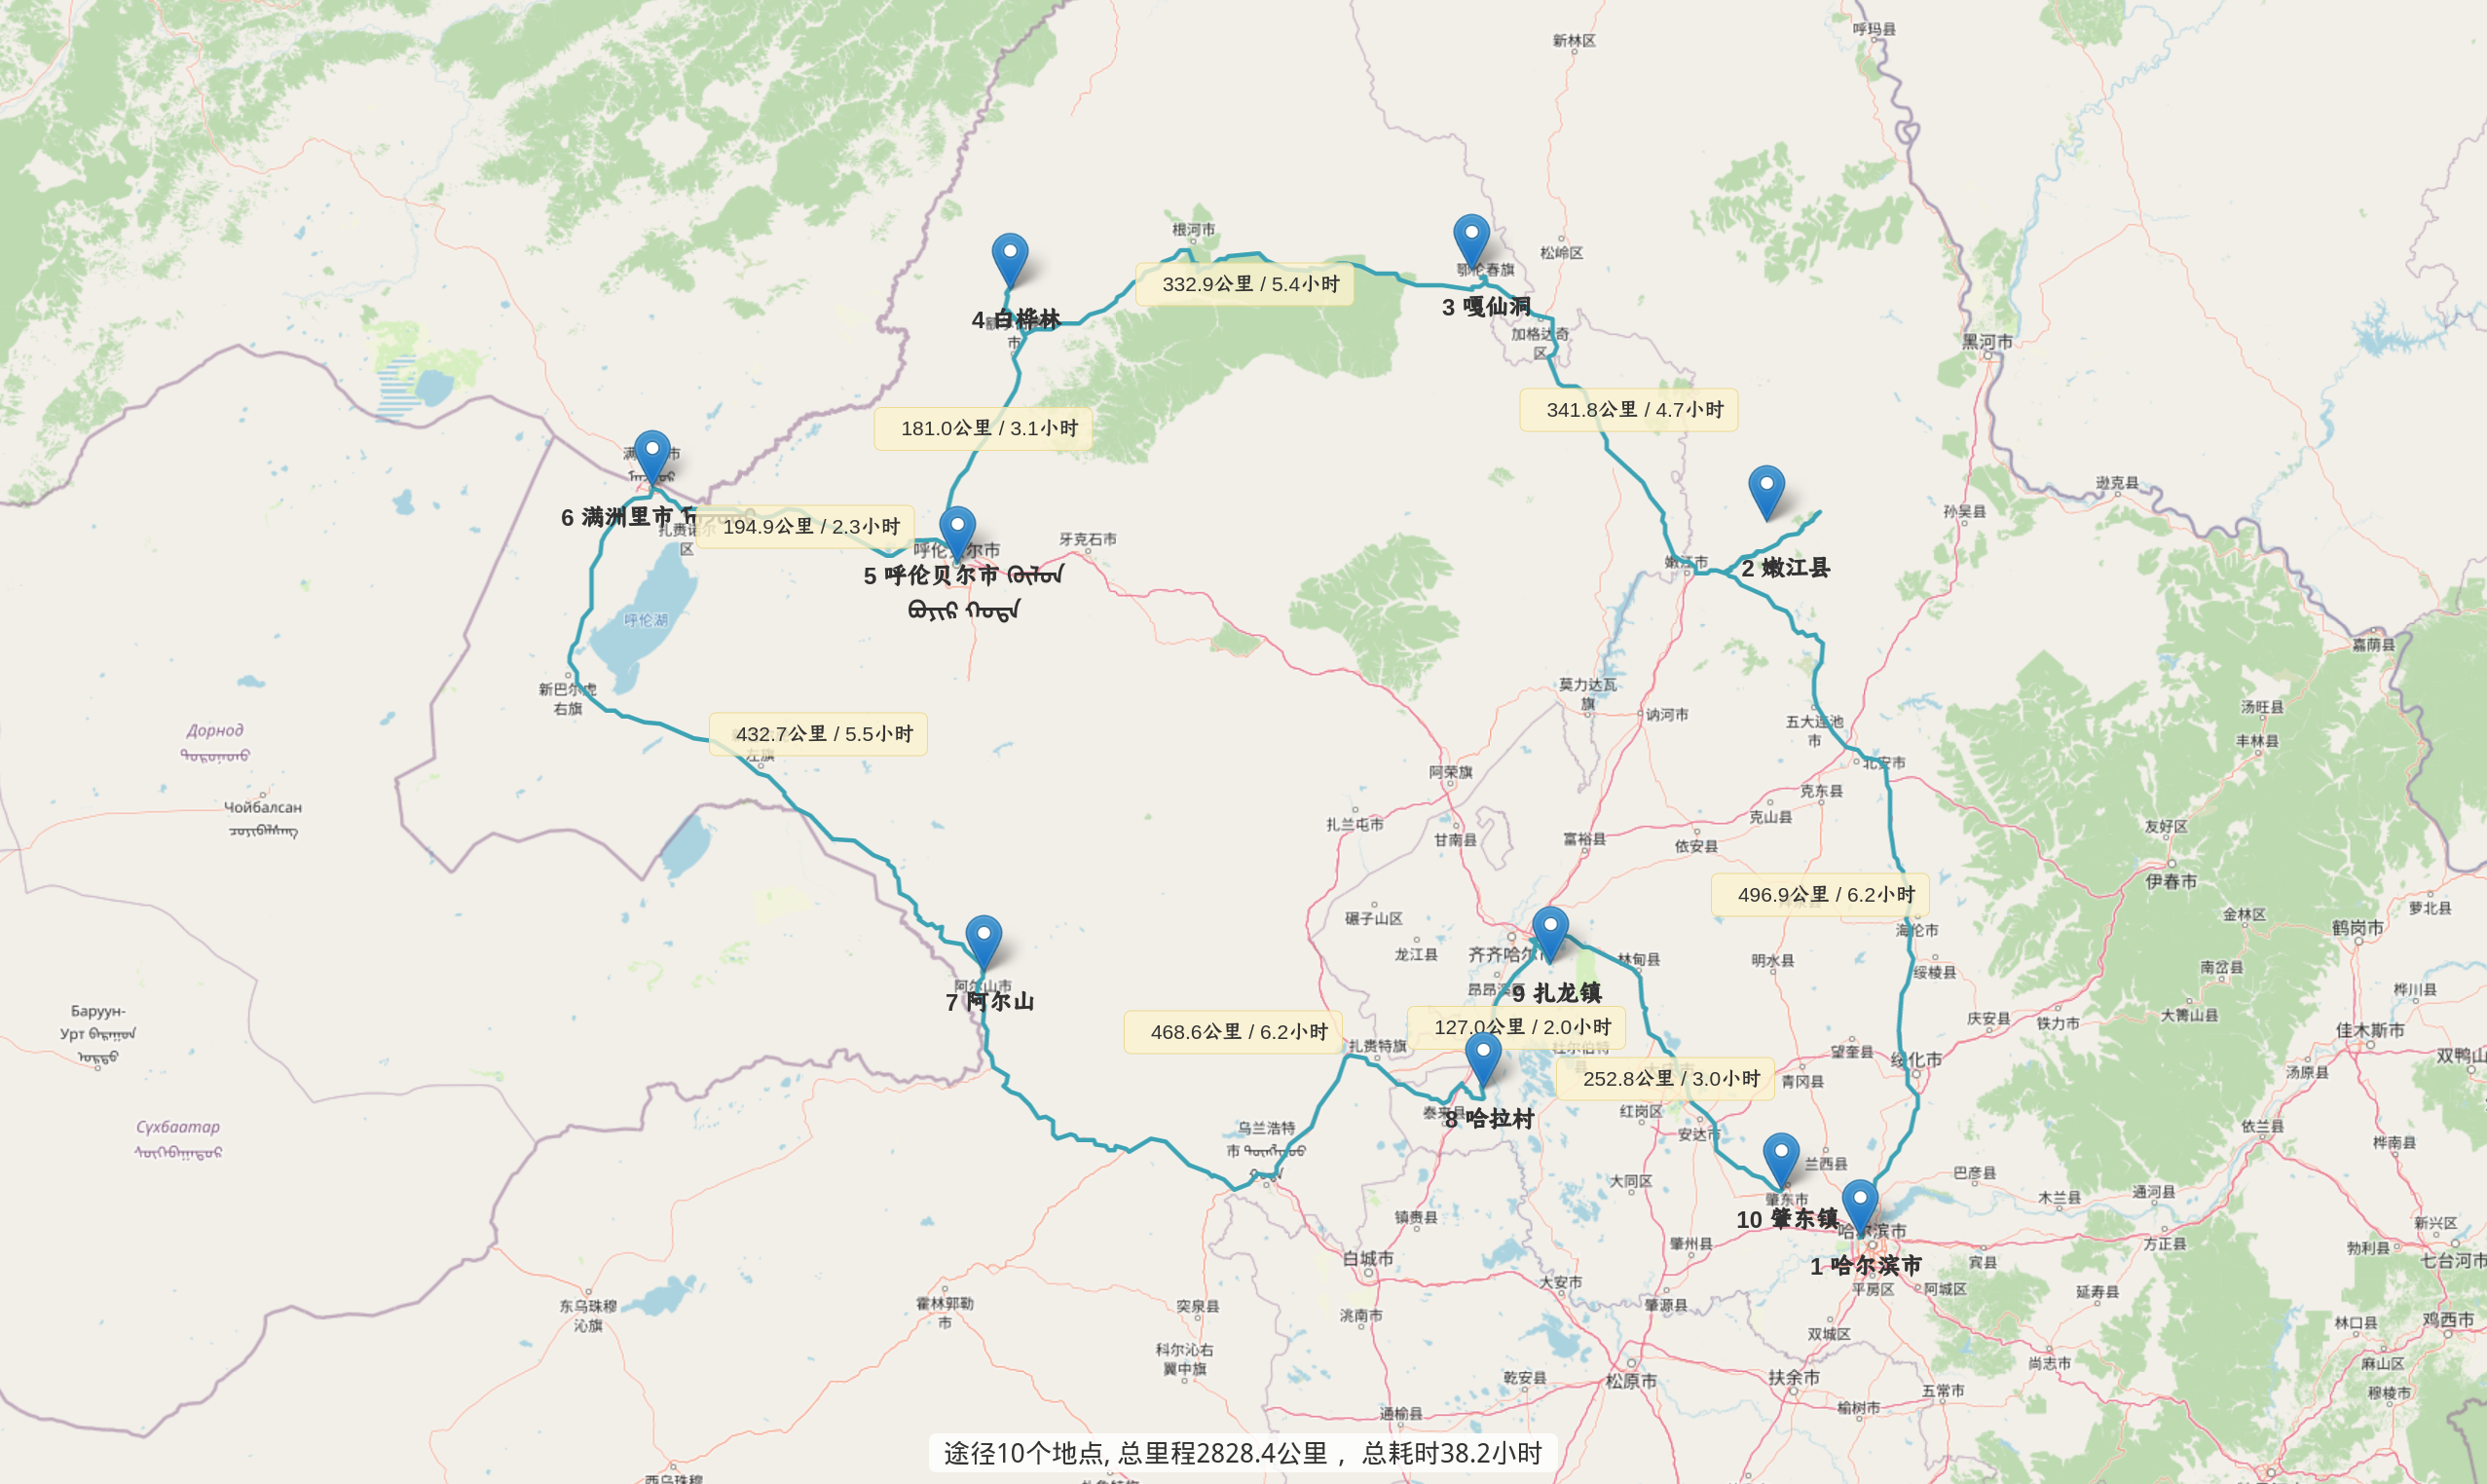 呼玛县
新林区
根河市
松岭区
鄂伦春旗
332.9公里 / 5.4小时
3 嘎仙洞
4 白桦林
市
加格达奇
区
黑河市
341.8公里 / 4.7小时
181.0公里 / 3.1小时
逊克县
孙吴县
6 满洲里市
194.9公里 / 2.3小时
区
呼伦贝尔市
牙克石市
5 呼伦贝尔市
嫩江市
2 嫩江县
呼伦湖
嘉荫县
新巴尔虎
右旗
莫力达瓦
旗
讷河市
汤旺县
五大连池
市
丰林县
Дорнод
432.7公里 / 5.5小时
左旗
北安市
阿荣旗
克东县
Чойбалсан
扎兰屯市
克山县
甘南县
富裕县
依安县
友好区
伊春市
496.9公里 / 6.2小时
碾子山区
金林区
萝北县
鹤岗市
海伦市
龙江县
齐齐哈尔
林甸县
明水县
绥棱县
南岔县
阿尔山市
7 阿尔山
9 扎龙镇
桦川县
Баруун-
Урт
468.6公里 / 6.2小时
127.0公里 / 2.0小时
庆安县
铁力市
大箐山县
佳木斯市
扎赉特旗
望奎县
绥化市
双鸭山
252.8公里 / 3.0小时
青冈县
汤原县
泰来县
8 哈拉村
红岗区
安达市
Сүхбаатар
乌兰浩特
市
依兰县
桦南县
兰西县
巴彦县
大同区
肇东市
木兰县
通河县
镇赉县
10 肇东镇
哈尔滨市
新兴区
白城市
肇州县
宾县
方正县
勃利县
七台河市
1 哈尔滨市
大安市
平房区
阿城区
延寿县
东乌珠穆
沁旗
霍林郭勒
市
突泉县
洮南市
肇源县
双城区
林口县
鸡西市
科尔沁右
翼中旗
尚志市
麻山区
乾安县
松原市
扶余市
五常市
穆棱市
通榆县
榆树市
途径10个地点, 总里程2828.4公里 ， 总耗时38.2小时
西乌珠穆